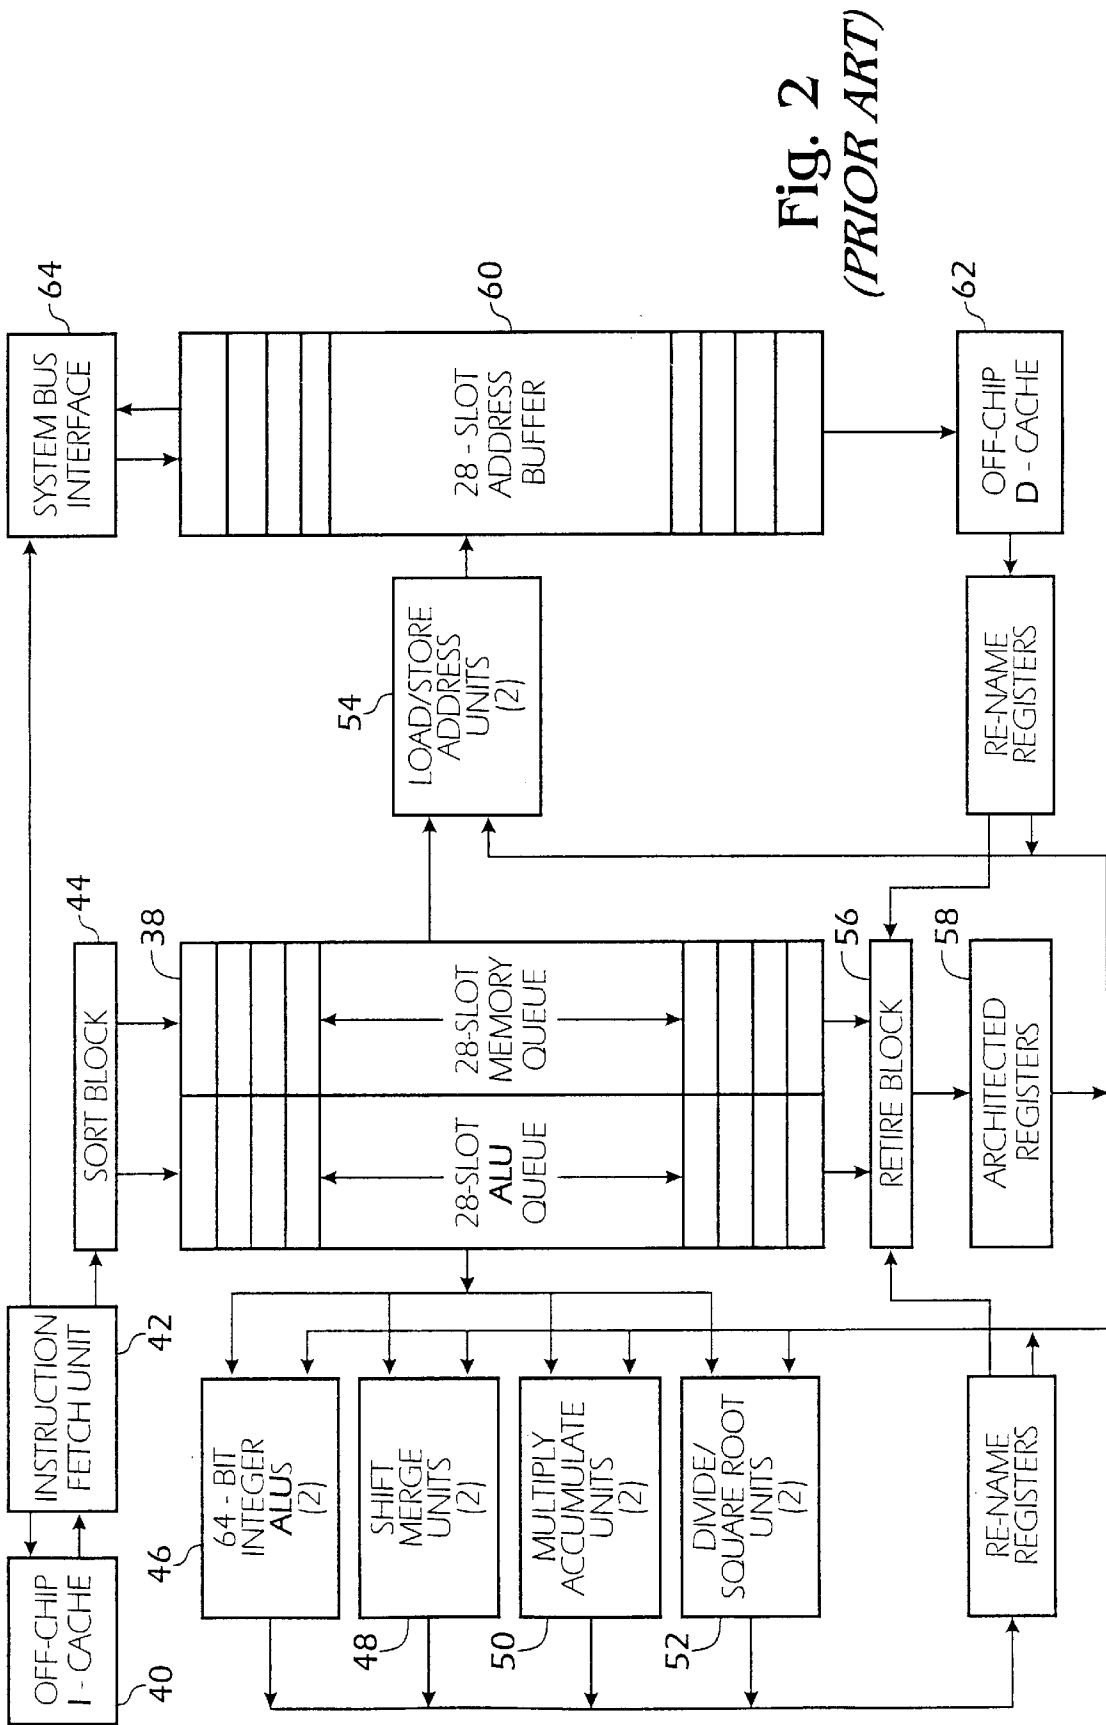 OFF-CHIP
I - CACHE
40
INSTRUCTION
FETCH UNIT
42
SORT BLOCK
44
SYSTEM BUS
INTERFACE
64
64 - BIT
INTEGER
ALUS
(2)
46
SHIFT
MERGE
UNITS
(2)
48
MULTIPLY
ACCUMULATE
UNITS
(2)
50
DIVIDE/
SQUARE ROOT
UNITS
(2)
52
28-SLOT
ALU
QUEUE
28-SLOT
MEMORY
QUEUE
38
LOAD/STORE
ADDRESS
UNITS
(2)
54
28 - SLOT
ADDRESS
BUFFER
60
RE-NAME
REGISTERS
RETIRE BLOCK
56
ARCHITECTED
REGISTERS
58
RE-NAME
REGISTERS
OFF-CHIP
D - CACHE
62
Fig. 2
(PRIOR ART)